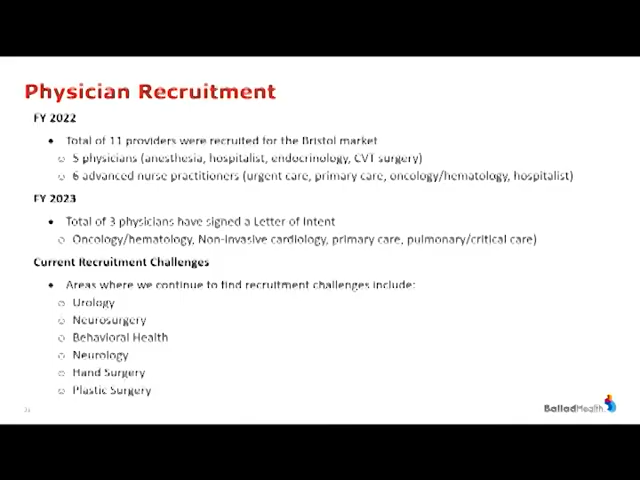 Physician Recruitment
FY 2022
• Total of 11 providers were recruited for the Bristol market
o 5 physicians (anesthesia, hospitalist, endocrinology, CVT surgery)
o 6 advanced nurse practitioners (urgent care, primary care, oncology/hematology, hospitalist)
FY 2023
• Total of 3 physicians have signed a Letter of Intent
o Oncology/hematology, Non-invasive cardiology, primary care, pulmonary/critical care)
Current Recruitment Challenges
• Areas where we continue to find recruitment challenges include:
o Urology
o Neurosurgery
o Behavioral Health
o Neurology
o Hand Surgery
o Plastic Surgery
BalladHealth